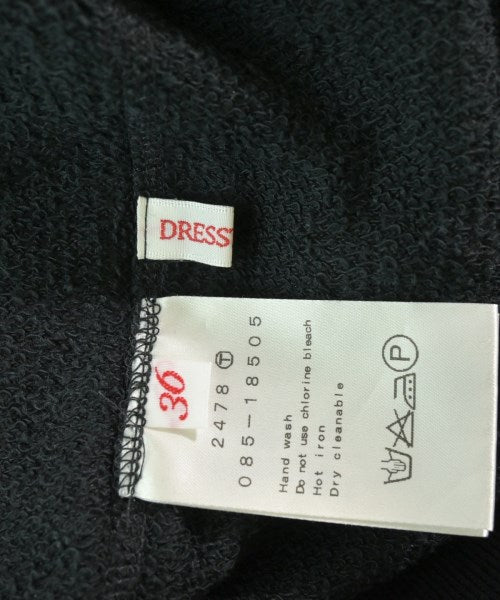 DRESS
36
2478 Ⓣ
085-18505
Hand wash
Do not use chlorine bleach
Hot iron
Dry cleanable
P